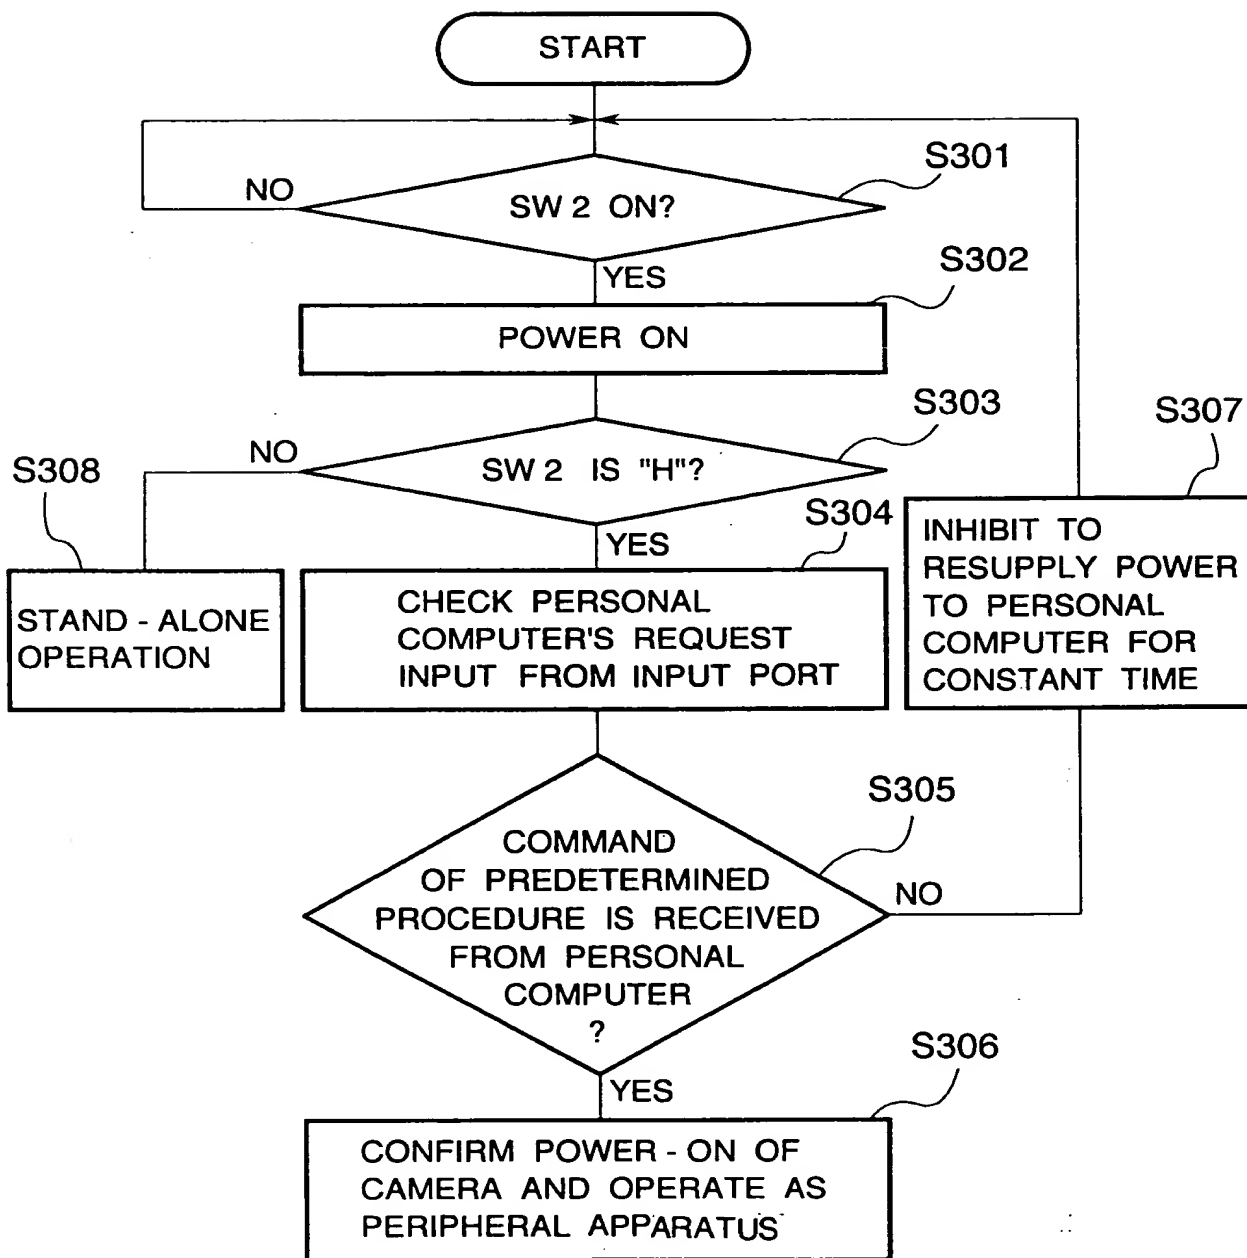 START
S301
NO
SW 2 ON?
YES
S302
POWER ON
S303
NO
SW 2 IS "H"?
YES
S308
STAND - ALONE
OPERATION
S304
CHECK PERSONAL
COMPUTER'S REQUEST
INPUT FROM INPUT PORT
S307
INHIBIT TO
RESUPPLY POWER
TO PERSONAL
COMPUTER FOR
CONSTANT TIME
S305
COMMAND
OF PREDETERMINED
PROCEDURE IS RECEIVED
FROM PERSONAL
COMPUTER
?
NO
YES
S306
CONFIRM POWER - ON OF
CAMERA AND OPERATE AS
PERIPHERAL APPARATUS